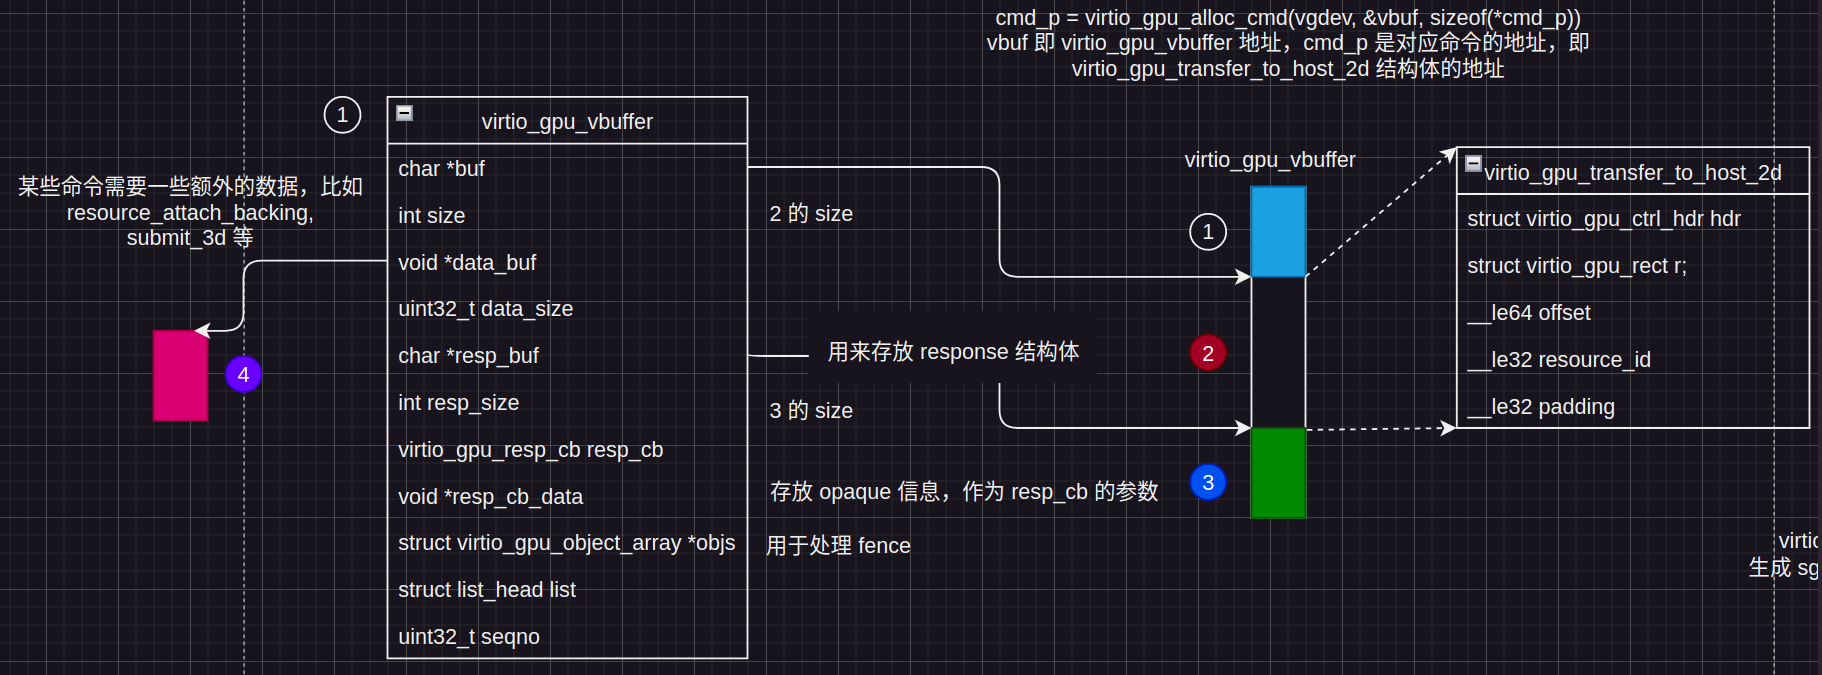 cmd_p = virtio_gpu_alloc_cmd(vgdev, &vbuf, sizeof(*cmd_p))
vbuf 即 virtio_gpu_vbuffer 地址，cmd_p 是对应命令的地址，即
virtio_gpu_transfer_to_host_2d 结构体的地址
1
virtio_gpu_vbuffer
char *buf
int size
void *data_buf
uint32_t data_size
char *resp_buf
int resp_size
virtio_gpu_resp_cb resp_cb
void *resp_cb_data
struct virtio_gpu_object_array *objs
struct list_head list
uint32_t seqno
某些命令需要一些额外的数据，比如
resource_attach_backing,
submit_3d 等
4
2 的 size
用来存放 response 结构体
3 的 size
存放 opaque 信息，作为 resp_cb 的参数
用于处理 fence
virtio_gpu_vbuffer
1
2
3
virtio_gpu_transfer_to_host_2d
struct virtio_gpu_ctrl_hdr hdr
struct virtio_gpu_rect r;
__le64 offset
__le32 resource_id
__le32 padding
生成 sg